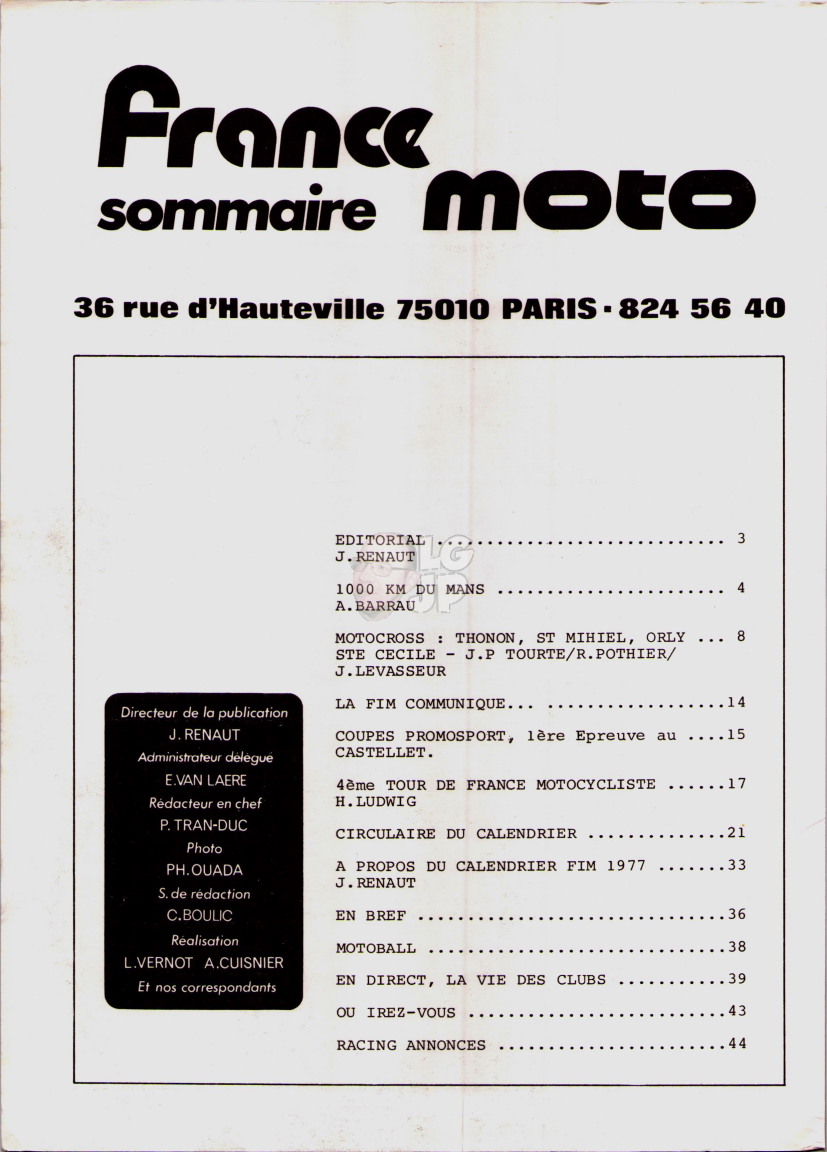 France
sommaire moto
36 rue d'Hauteville 75010 PARIS · 824 56 40
EDITORIAL ............................. 3
J.RENAUT
1000 KM DU MANS ....................... 4
A.BARRAU
MOTOCROSS : THONON, ST MIHIEL, ORLY ... 8
STE CECILE - J.P TOURTE/R.POTHIER/
J.LEVASSEUR
LA FIM COMMUNIQUE... ..................14
COUPES PROMOSPORT, 1ère Epreuve au ....15
CASTELLET.
4ème TOUR DE FRANCE MOTOCYCLISTE ......17
H.LUDWIG
CIRCULAIRE DU CALENDRIER ..............21
A PROPOS DU CALENDRIER FIM 1977 .......33
J.RENAUT
EN BREF ...............................36
MOTOBALL ..............................38
EN DIRECT, LA VIE DES CLUBS ...........39
OU IREZ-VOUS ..........................43
RACING ANNONCES .......................44
Directeur de la publication
J. RENAUT
Administrateur délégué
E.VAN LAERE
Rédacteur en chef
P. TRAN-DUC
Photo
PH.OUADA
S. de rédaction
C.BOULIC
Réalisation
L.VERNOT A.CUISNIER
Et nos correspondants
LG
JP